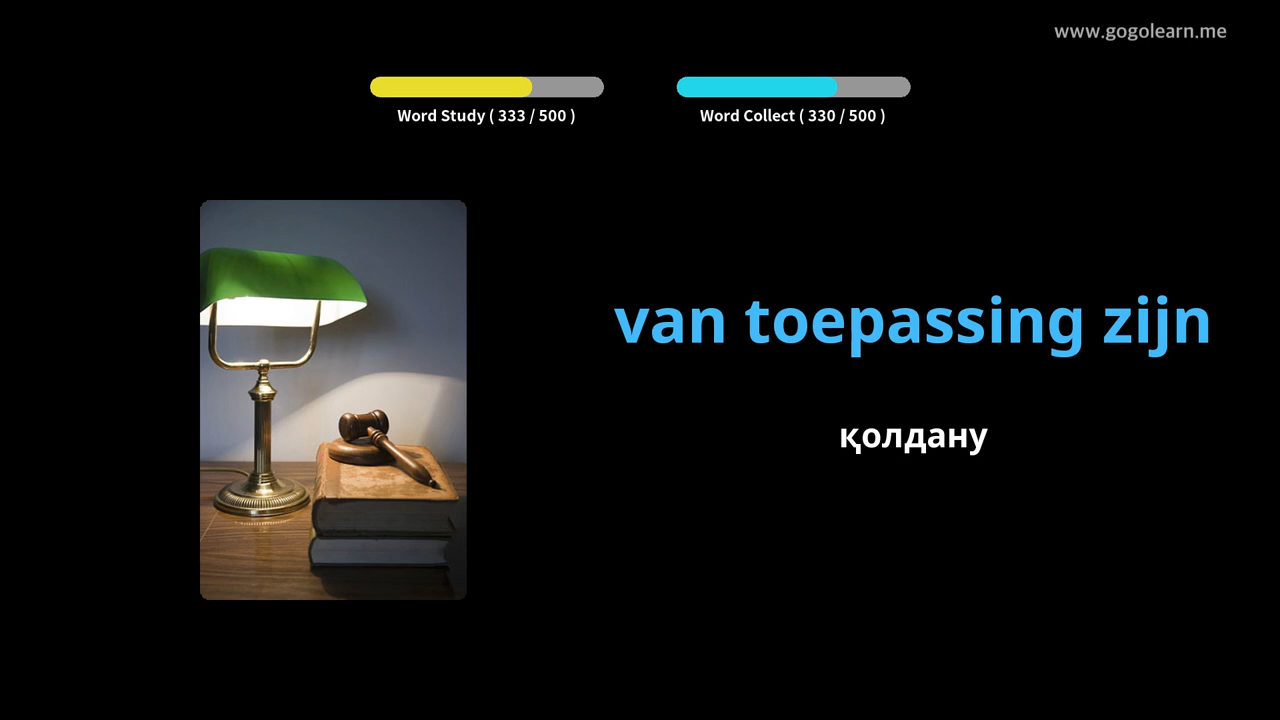 www.gogolearn.me
Word Study ( 333 / 500 )
Word Collect ( 330 / 500 )
van toepassing zijn
қолдану